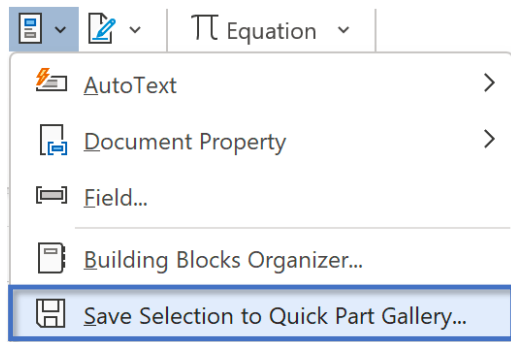 Equation
AutoText
Document Property
Field...
Building Blocks Organizer...
Save Selection to Quick Part Gallery...